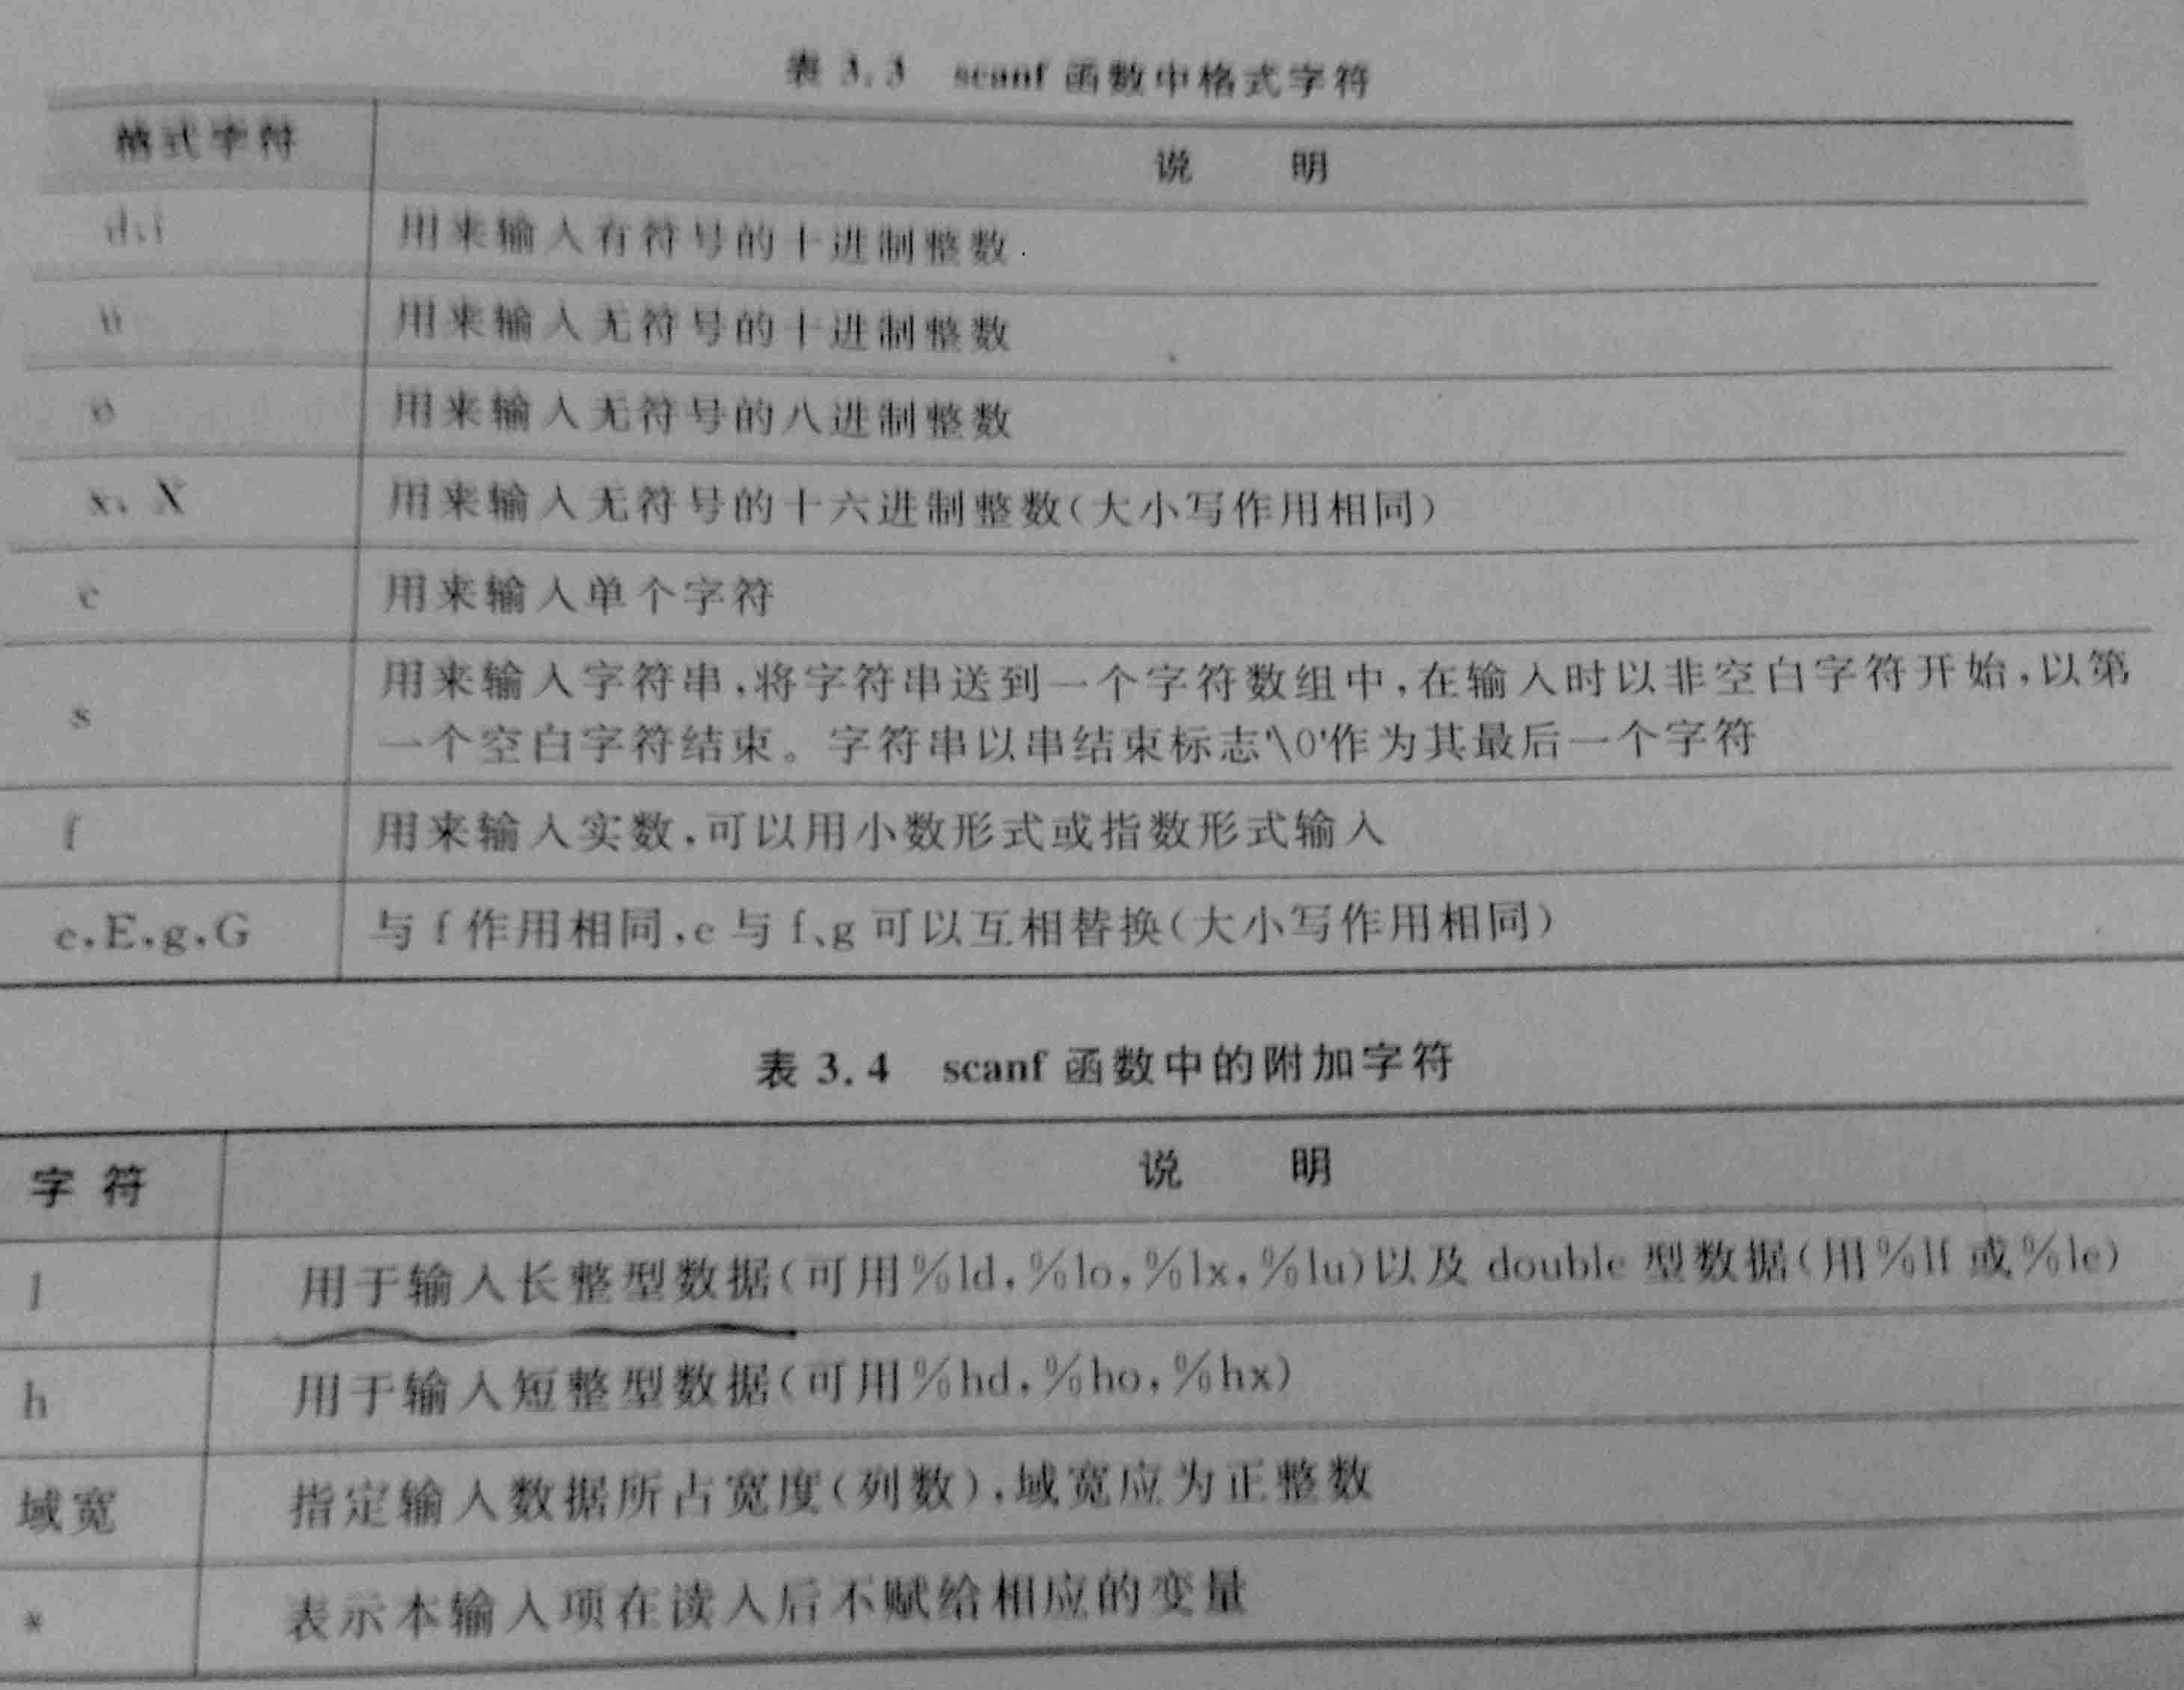 表 3.3 scanf 函数中格式字符
格式字符 说 明
d,i 用来输入有符号的十进制整数
u 用来输入无符号的十进制整数
o 用来输入无符号的八进制整数
x、X 用来输入无符号的十六进制整数(大小写作用相同)
c 用来输入单个字符
s 用来输入字符串,将字符串送到一个字符数组中,在输入时以非空白字符开始,以第
一个空白字符结束。字符串以串结束标志'\0'作为其最后一个字符
f 用来输入实数,可以用小数形式或指数形式输入
e,E,g,G 与 f 作用相同,e 与 f、g 可以互相替换(大小写作用相同)
表 3.4 scanf 函数中的附加字符
字 符 说 明
l 用于输入长整型数据(可用%ld,%lo,%lx,%lu)以及 double 型数据(用%lf 或%le)
h 用于输入短整型数据(可用%hd,%ho,%hx)
域宽 指定输入数据所占宽度(列数),域宽应为正整数
* 表示本输入项在读入后不赋给相应的变量